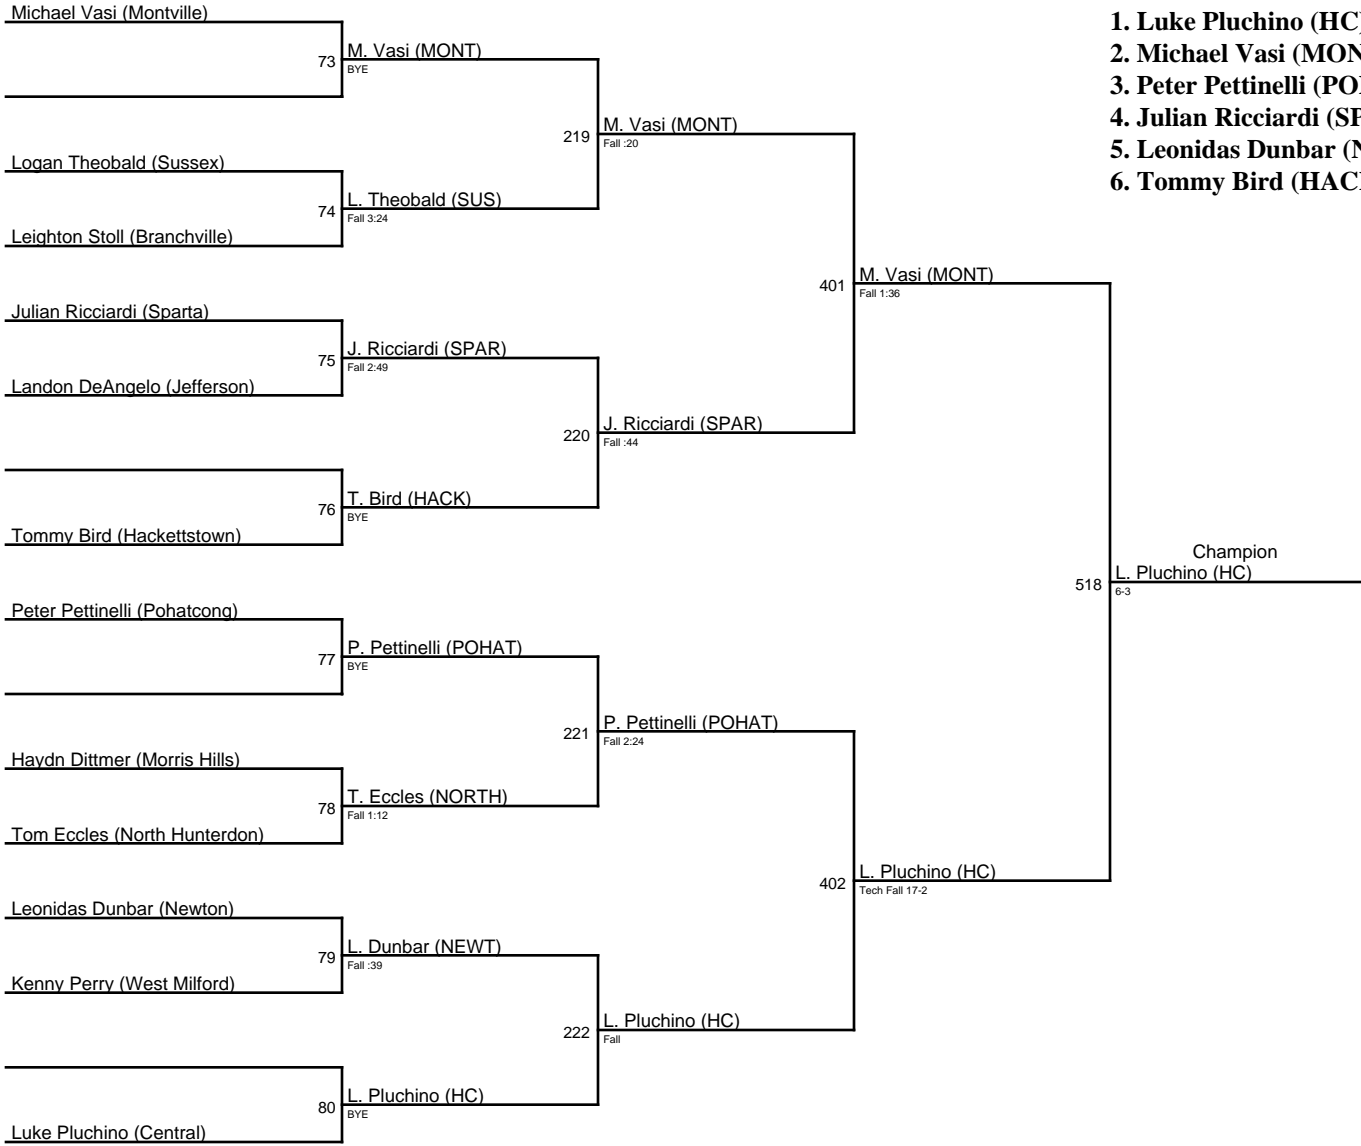 Michael Vasi (Montville)
73
M. Vasi (MONT)
BYE
219
M. Vasi (MONT)
Fall :20
Logan Theobald (Sussex)
74
L. Theobald (SUS)
Fall 3:24
Leighton Stoll (Branchville)
401
M. Vasi (MONT)
Fall 1:36
Julian Ricciardi (Sparta)
75
J. Ricciardi (SPAR)
Fall 2:49
Landon DeAngelo (Jefferson)
220
J. Ricciardi (SPAR)
Fall :44
76
T. Bird (HACK)
BYE
Tommy Bird (Hackettstown)
518
Champion
L. Pluchino (HC)
6-3
Peter Pettinelli (Pohatcong)
77
P. Pettinelli (POHAT)
BYE
221
P. Pettinelli (POHAT)
Fall 2:24
Haydn Dittmer (Morris Hills)
78
T. Eccles (NORTH)
Fall 1:12
Tom Eccles (North Hunterdon)
402
L. Pluchino (HC)
Tech Fall 17-2
Leonidas Dunbar (Newton)
79
L. Dunbar (NEWT)
Fall :39
Kenny Perry (West Milford)
222
L. Pluchino (HC)
Fall
80
L. Pluchino (HC)
BYE
Luke Pluchino (Central)
1. Luke Pluchino (HC)
2. Michael Vasi (MON
3. Peter Pettinelli (PO
4. Julian Ricciardi (SP
5. Leonidas Dunbar (N
6. Tommy Bird (HAC